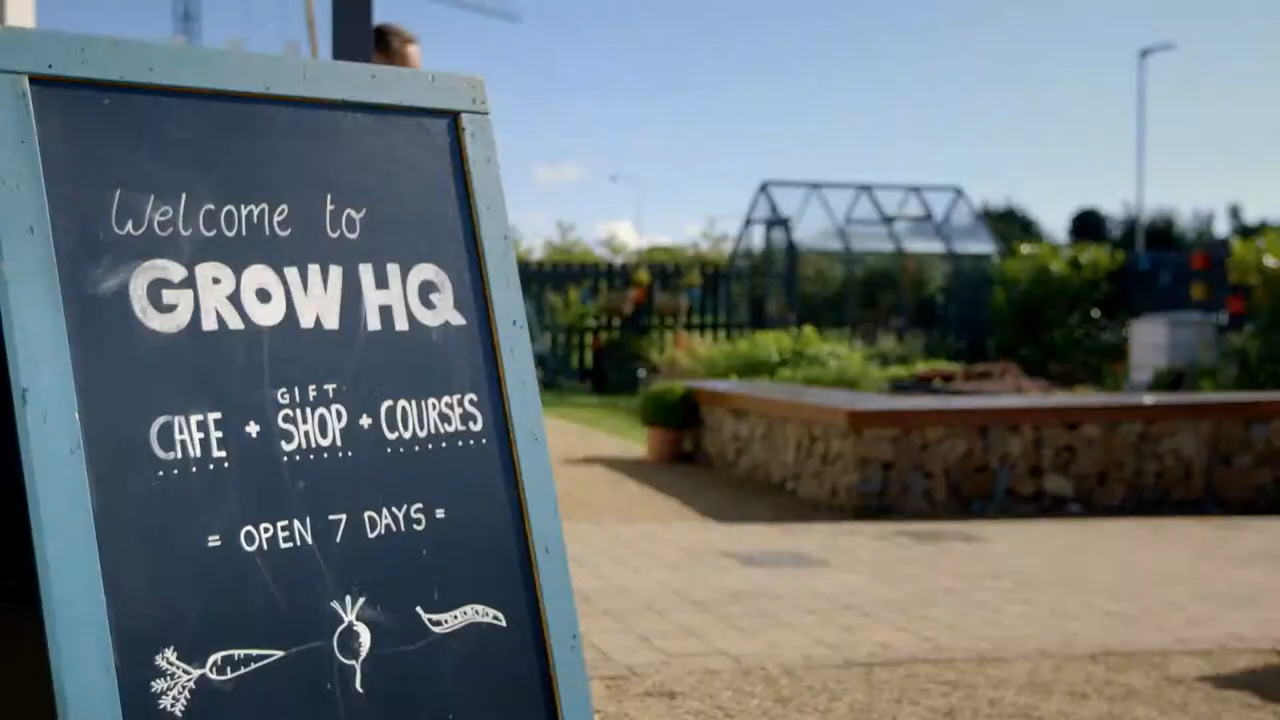 Welcome to
GROW HQ
GIFT
CAFE + SHOP + COURSES
= OPEN 7 DAYS =